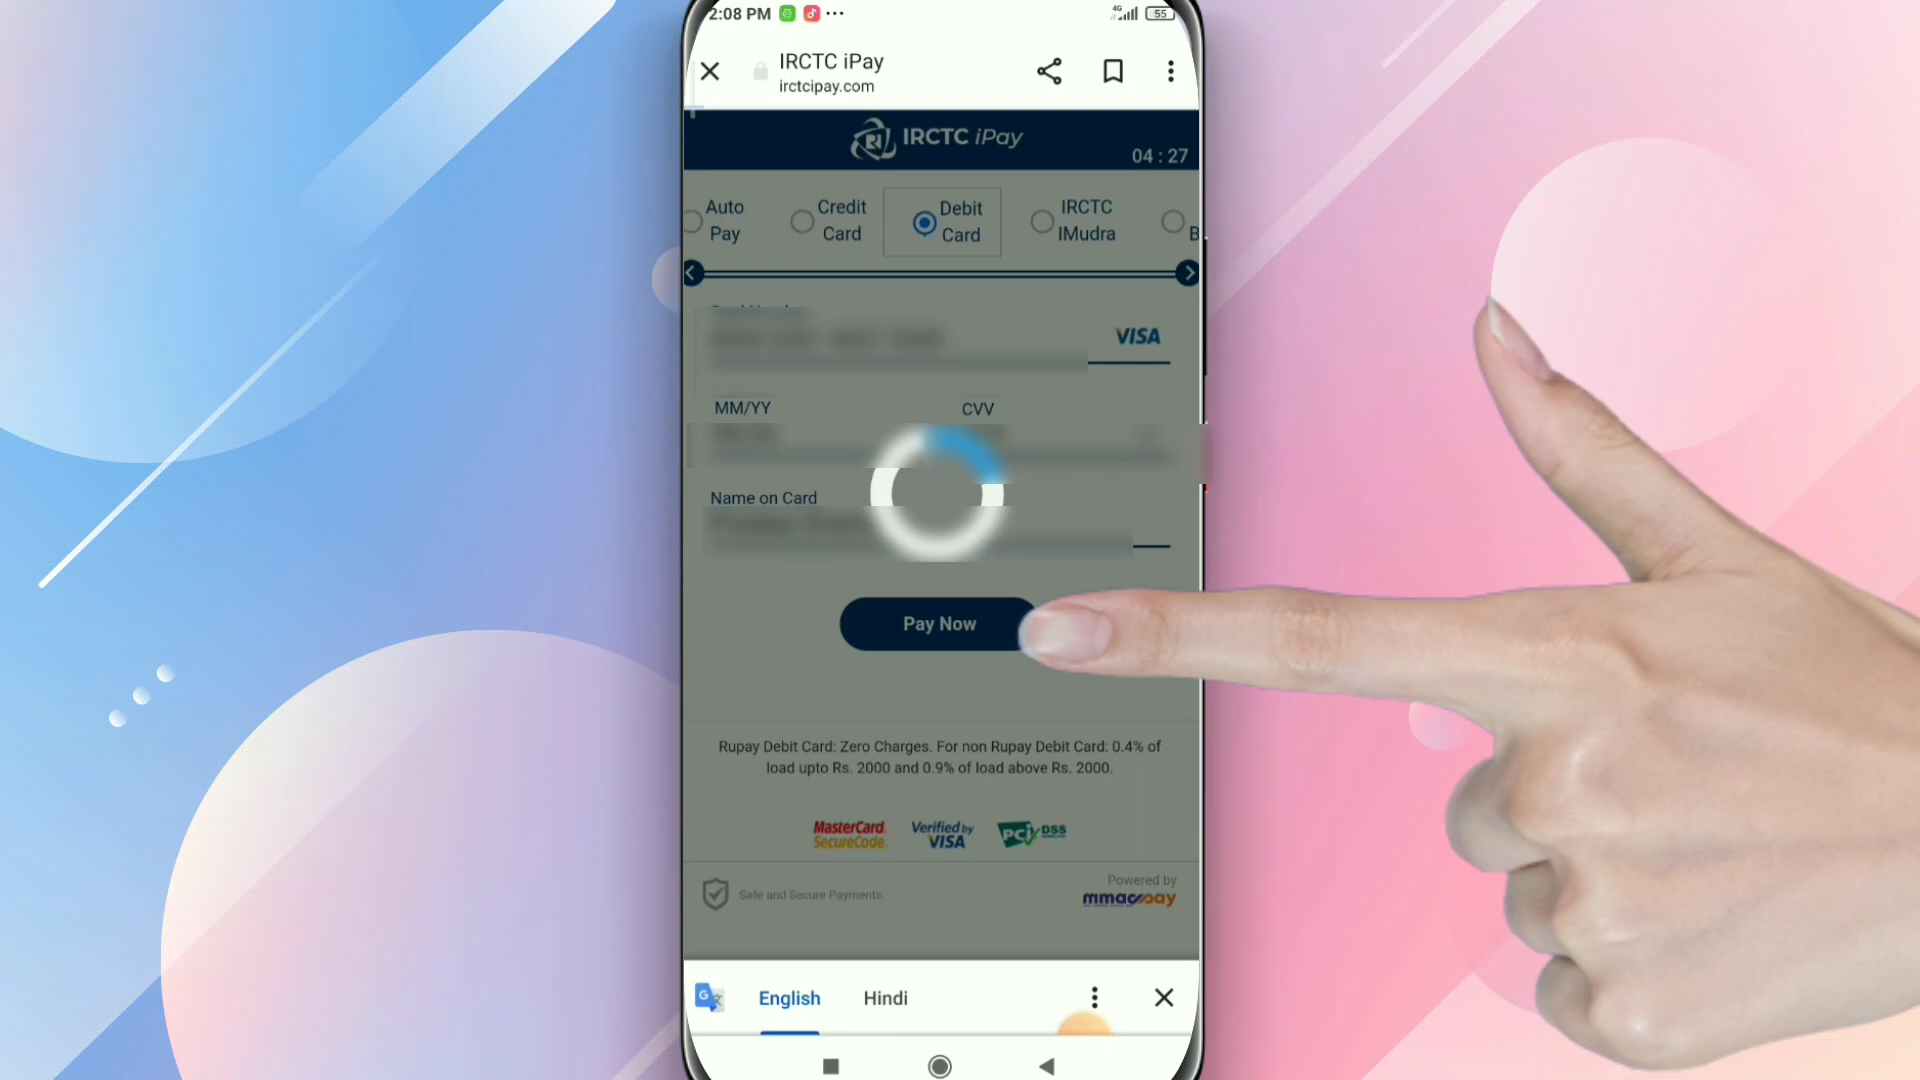 2:08 PM
4G
55
IRCTC iPay
irctcipay.com
IRCTC iPay
04 : 27
Auto
Pay
Credit
Card
Debit
Card
IRCTC
IMudra
B
VISA
MM/YY
CVV
Name on Card
Pay Now
Rupay Debit Card: Zero Charges. For non Rupay Debit Card: 0.4% of
load upto Rs. 2000 and 0.9% of load above Rs. 2000.
MasterCard.
SecureCode.
Verified by
VISA
PCI DSS
Safe and Secure Payments.
Powered by
English
Hindi